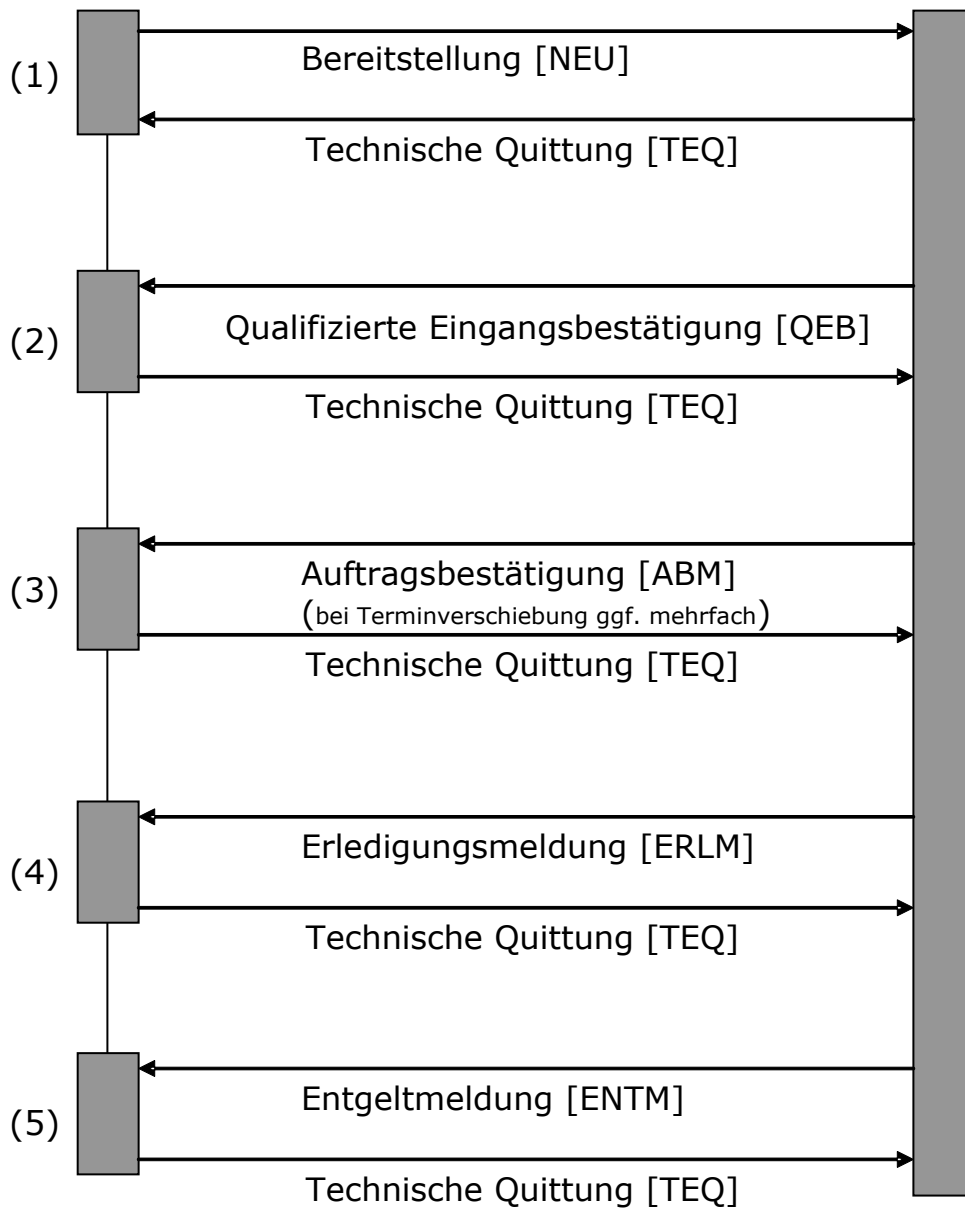 Bereitstellung [NEU]
(1)
Technische Quittung [TEQ]
Qualifizierte Eingangsbestätigung [QEB]
(2)
Technische Quittung [TEQ]
Auftragsbestätigung [ABM]
(3)
(bei Terminverschiebung ggf. mehrfach)
Technische Quittung [TEQ]
Erledigungsmeldung [ERLM]
(4)
Technische Quittung [TEQ]
Entgeltmeldung [ENTM]
(5)
Technische Quittung [TEQ]